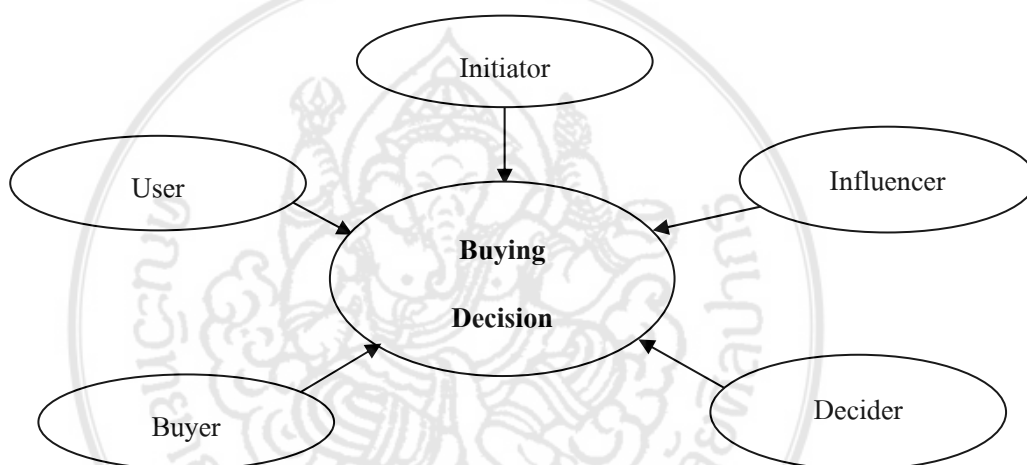 Initiator
User
Influencer
Buying
Decision
Buyer
Decider